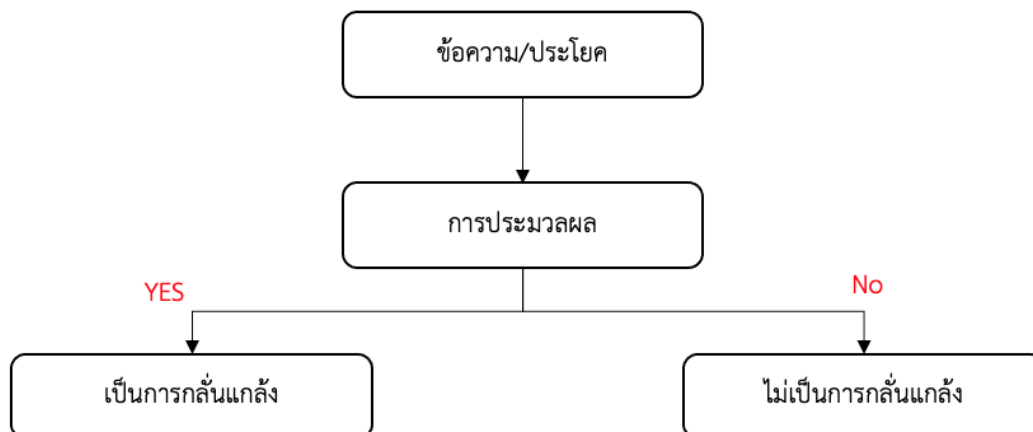 ข้อความ/ประโยค
การประมวลผล
YES
No
เป็นการกลั่นแกล้ง
ไม่เป็นการกลั่นแกล้ง